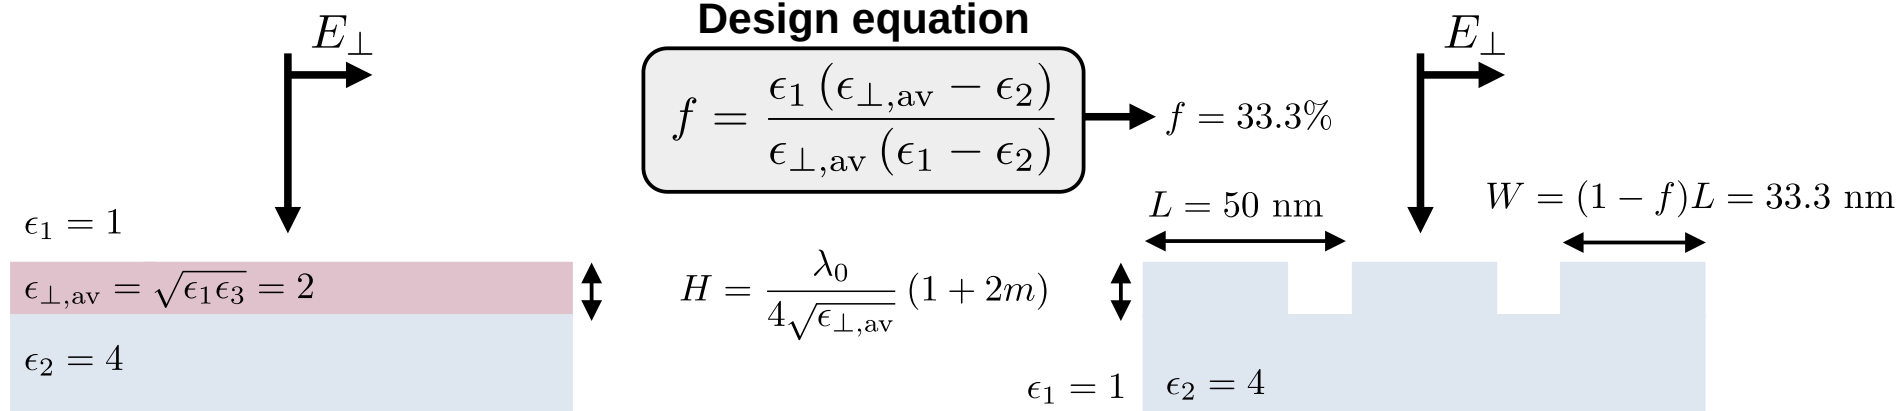 Design equation
E⊥
E⊥
f = ϵ1 (ϵ⊥,av − ϵ2) / ϵ⊥,av (ϵ1 − ϵ2)
f = 33.3%
L = 50 nm
W = (1 − f)L = 33.3 nm
ϵ1 = 1
ϵ⊥,av = √ϵ1ϵ3 = 2
H = λ0 / 4√ϵ⊥,av (1 + 2m)
ϵ2 = 4
ϵ1 = 1
ϵ2 = 4